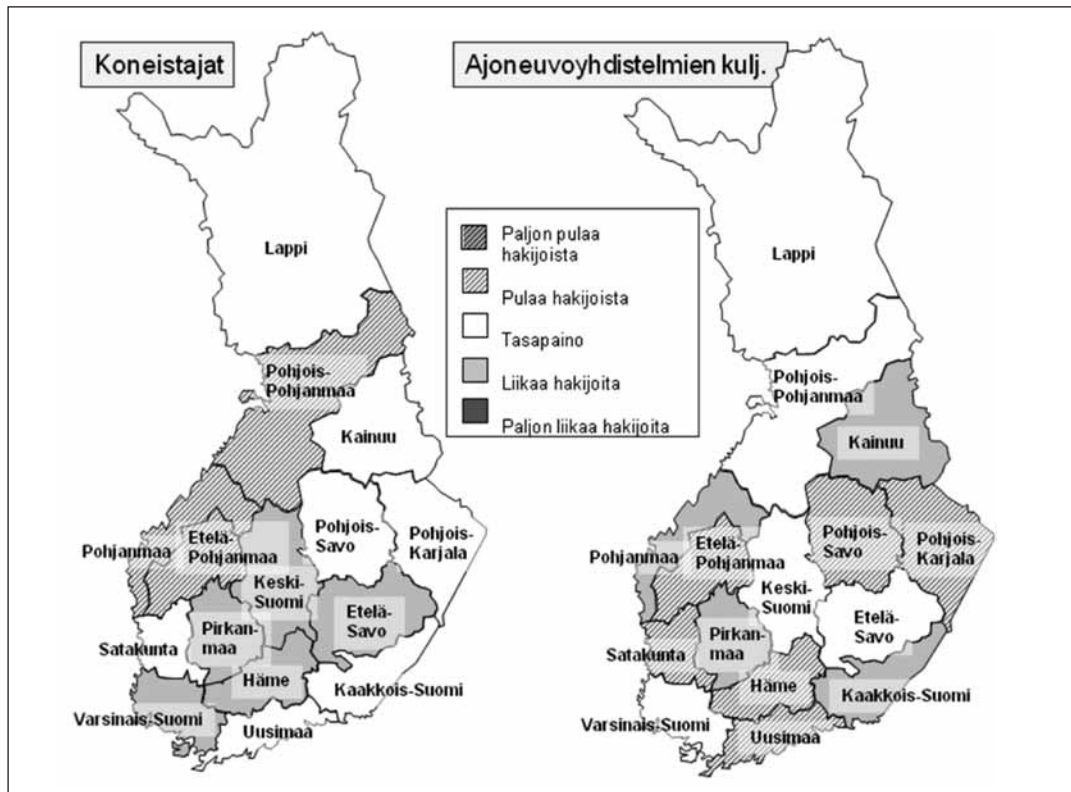 Koneistajat
Ajoneuvoyhdistelmien kulj.
Paljon pulaa
hakijoista
Pulaa hakijoista
Tasapaino
Liikaa hakijoita
Paljon liikaa hakijoita
Lappi
Pohjois-
Pohjanmaa
Kainuu
Pohjanmaa
Etelä-
Pohjanmaa
Keski-
Suomi
Pohjois-
Savo
Pohjois-
Karjala
Etelä-
Savo
Satakunta
Pirkan-
maa
Häme
Kaakkois-Suomi
Varsinais-Suomi
Uusimaa
Lappi
Pohjois-
Pohjanmaa
Kainuu
Pohjanmaa
Etelä-
Pohjanmaa
Keski-
Suomi
Pohjois-
Savo
Pohjois-
Karjala
Etelä-
Savo
Satakunta
Pirkan-
maa
Häme
Kaakkois-Suomi
Varsinais-Suomi
Uusimaa